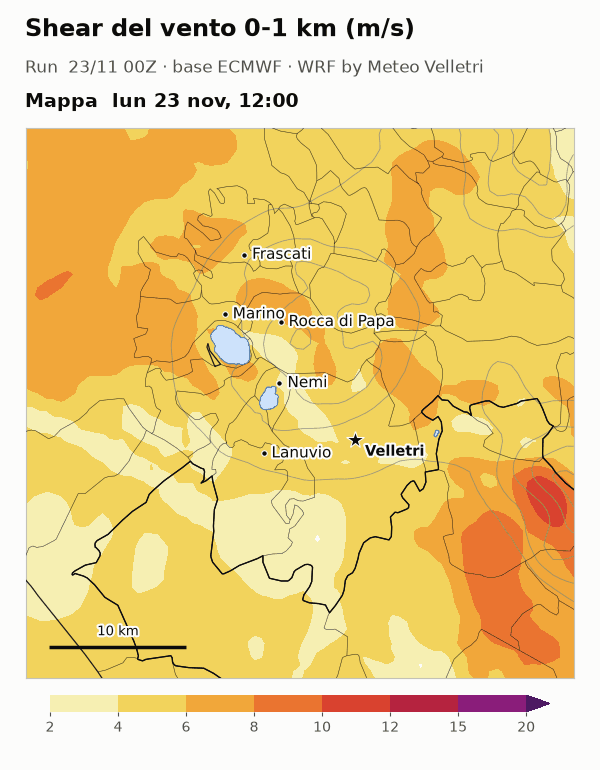 Shear del vento 0-1 km (m/s)
Run  23/11 00Z · base ECMWF · WRF by Meteo Velletri
Mappa  lun 23 nov, 12:00
Frascati
Marino
Rocca di Papa
Nemi
Velletri
Lanuvio
10 km
2 4 6 8 10 12 15 20